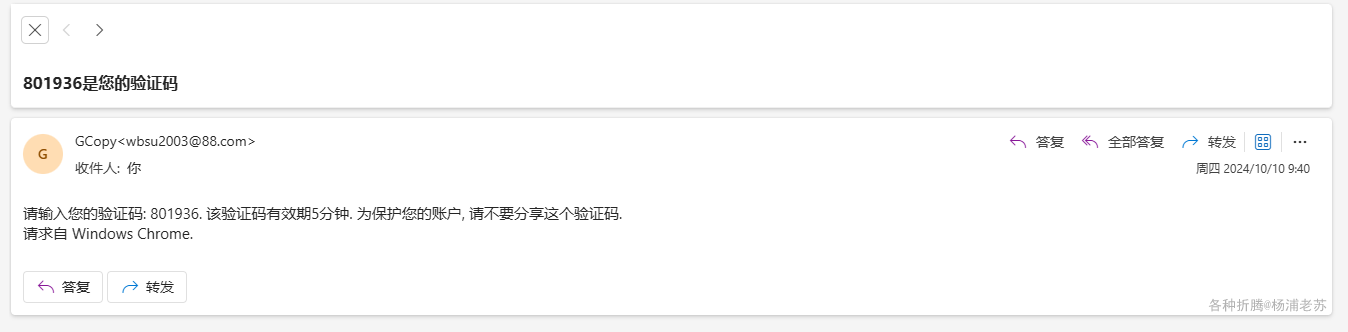 801936是您的验证码
G
GCopy<wbsu2003@88.com>
答复
全部答复
转发
收件人: 你
周四 2024/10/10 9:40
请输入您的验证码: 801936. 该验证码有效期5分钟. 为保护您的账户, 请不要分享这个验证码.
请求自 Windows Chrome.
答复
转发
各种折腾@杨浦老苏